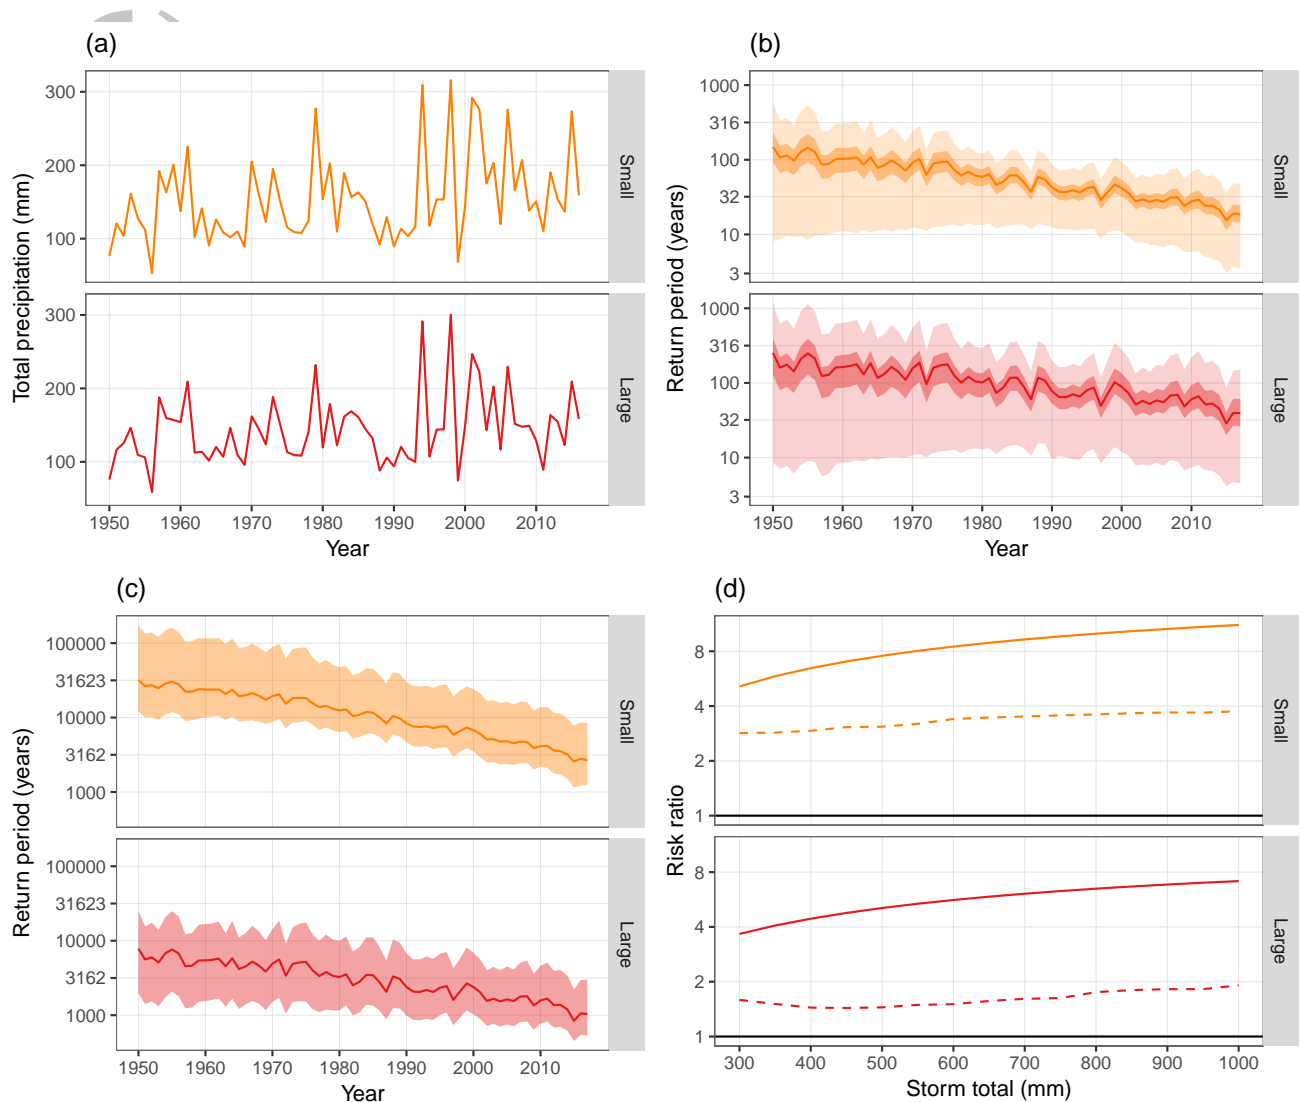 (a)
Total precipitation (mm)
300
200
100
Small
300
200
100
Large
1950 1960 1970 1980 1990 2000 2010
Year
(b)
Return period (years)
1000
316
100
32
10
3
Small
1000
316
100
32
10
3
Large
1950 1960 1970 1980 1990 2000 2010
Year
(c)
Return period (years)
100000
31623
10000
3162
1000
Small
100000
31623
10000
3162
1000
Large
1950 1960 1970 1980 1990 2000 2010
Year
(d)
Risk ratio
8
4
2
1
Small
8
4
2
1
Large
300 400 500 600 700 800 900 1000
Storm total (mm)